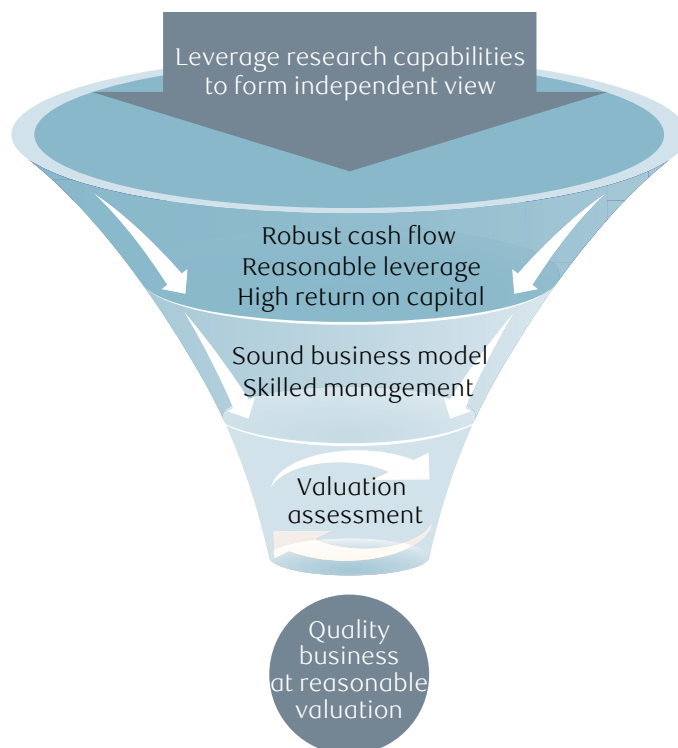 Leverage research capabilities
to form independent view
Robust cash flow
Reasonable leverage
High return on capital
Sound business model
Skilled management
Valuation
assessment
Quality
business
at reasonable
valuation